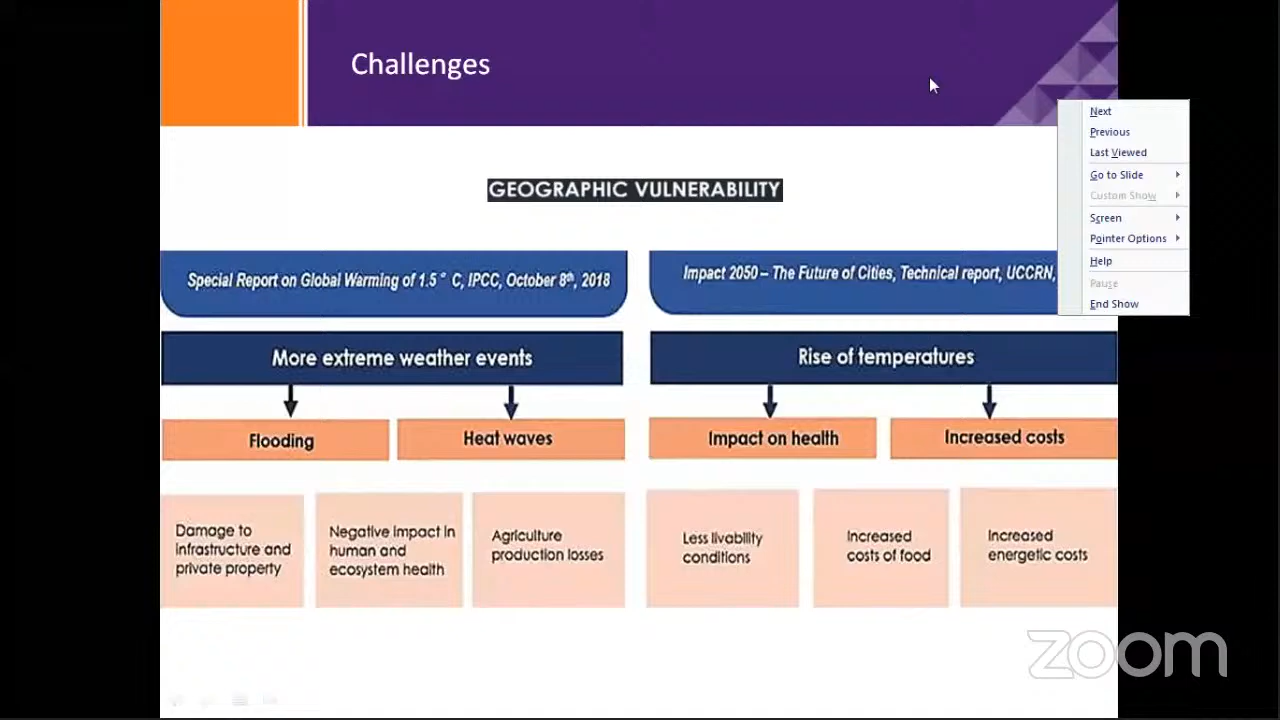 Challenges
Next
Previous
Last Viewed
Go to Slide
Custom Show
Screen
Pointer Options
Help
Pause
End Show
GEOGRAPHIC VULNERABILITY
Special Report on Global Warming of 1.5 ° C, IPCC, October 8th, 2018
Impact 2050 – The Future of Cities, Technical report, UCCRN,
More extreme weather events
Rise of temperatures
Flooding
Heat waves
Impact on health
Increased costs
Damage to
infrastructure and
private property
Negative impact in
human and
ecosystem health
Agriculture
production losses
Less livability
conditions
Increased
costs of food
Increased
energetic costs
zoom